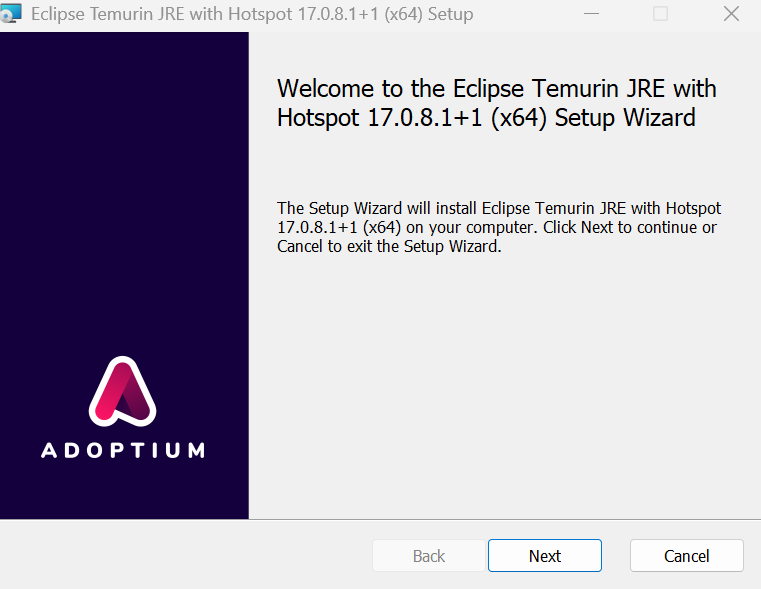 Eclipse Temurin JRE with Hotspot 17.0.8.1+1 (x64) Setup
Welcome to the Eclipse Temurin JRE with
Hotspot 17.0.8.1+1 (x64) Setup Wizard
The Setup Wizard will install Eclipse Temurin JRE with Hotspot
17.0.8.1+1 (x64) on your computer. Click Next to continue or
Cancel to exit the Setup Wizard.
ADOPTIUM
Back Next Cancel